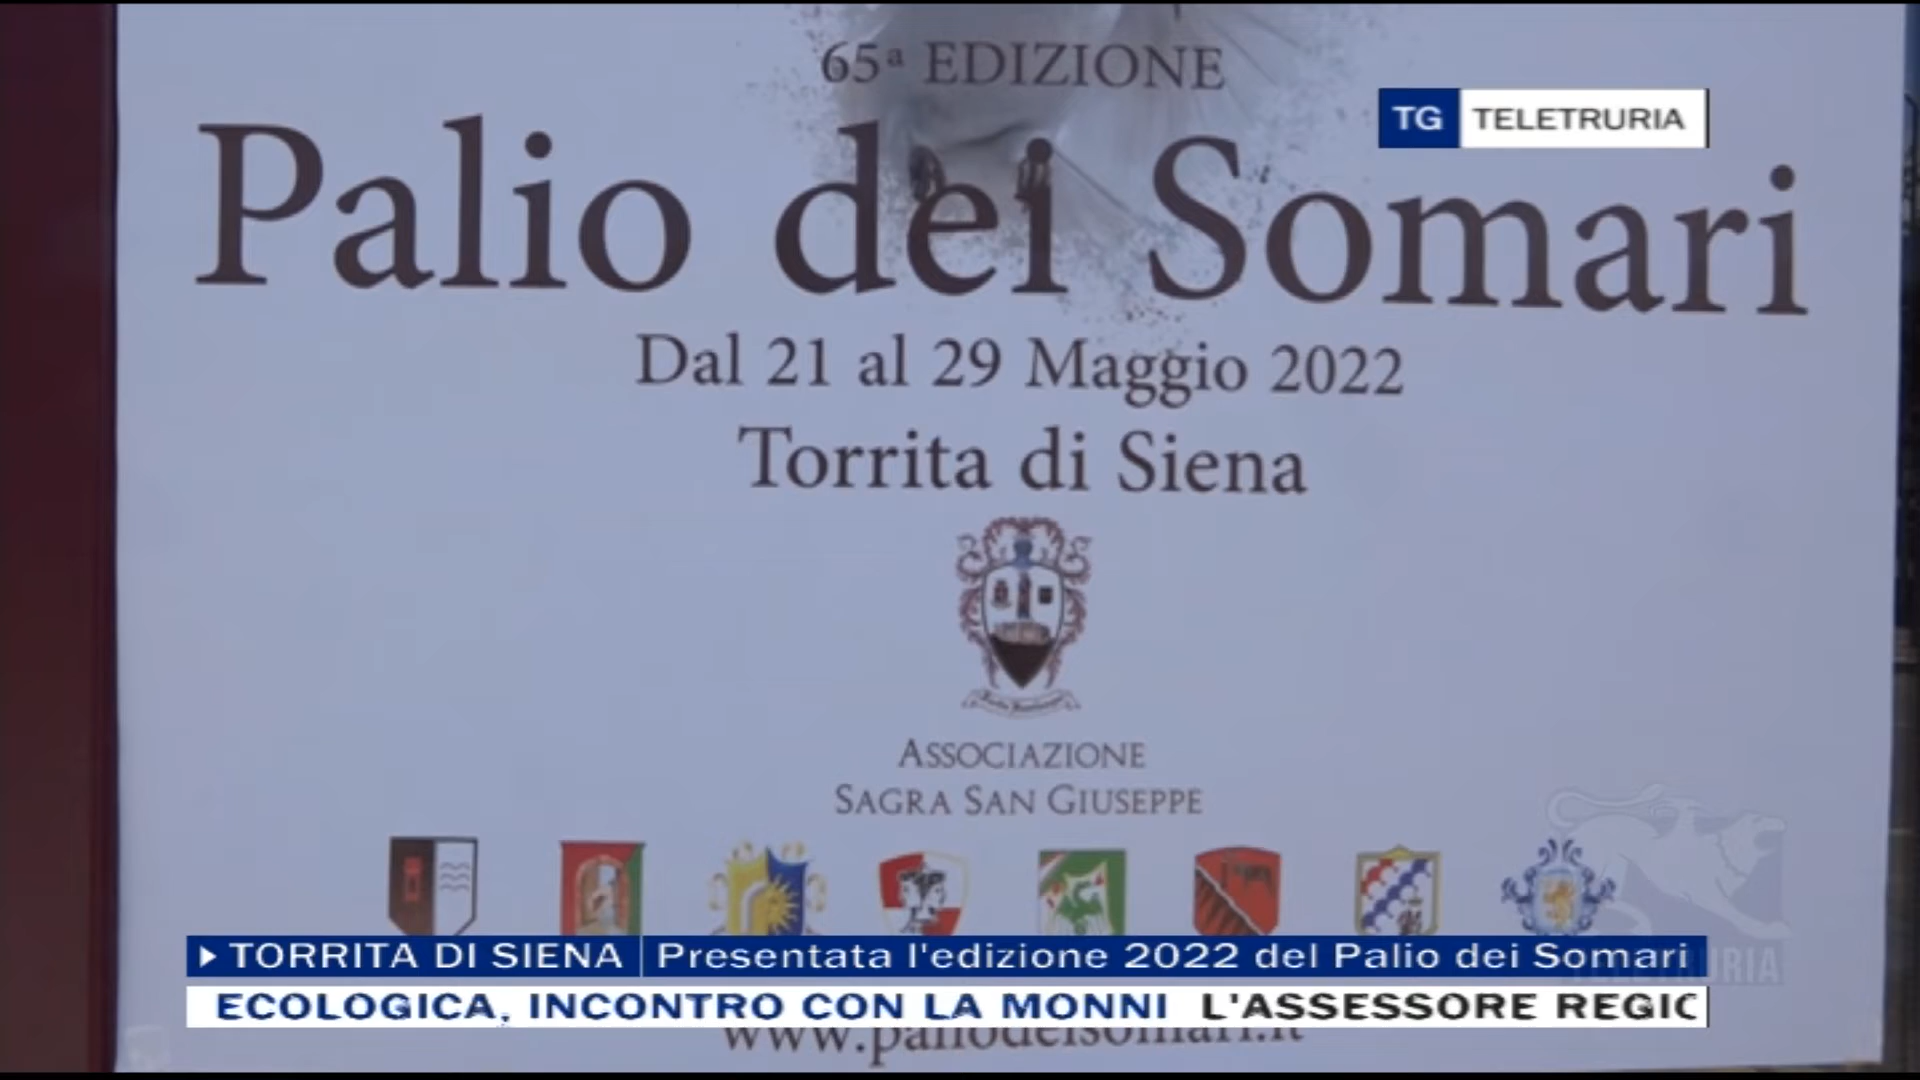 65ª EDIZIONE
TG TELETRURIA
Palio dei Somari
Dal 21 al 29 Maggio 2022
Torrita di Siena
ASSOCIAZIONE
SAGRA SAN GIUSEPPE
TORRITA DI SIENA Presentata l'edizione 2022 del Palio dei Somari
TELETRURIA
ECOLOGICA, INCONTRO CON LA MONNI L'ASSESSORE REGIO
www.paliodeisomari.it